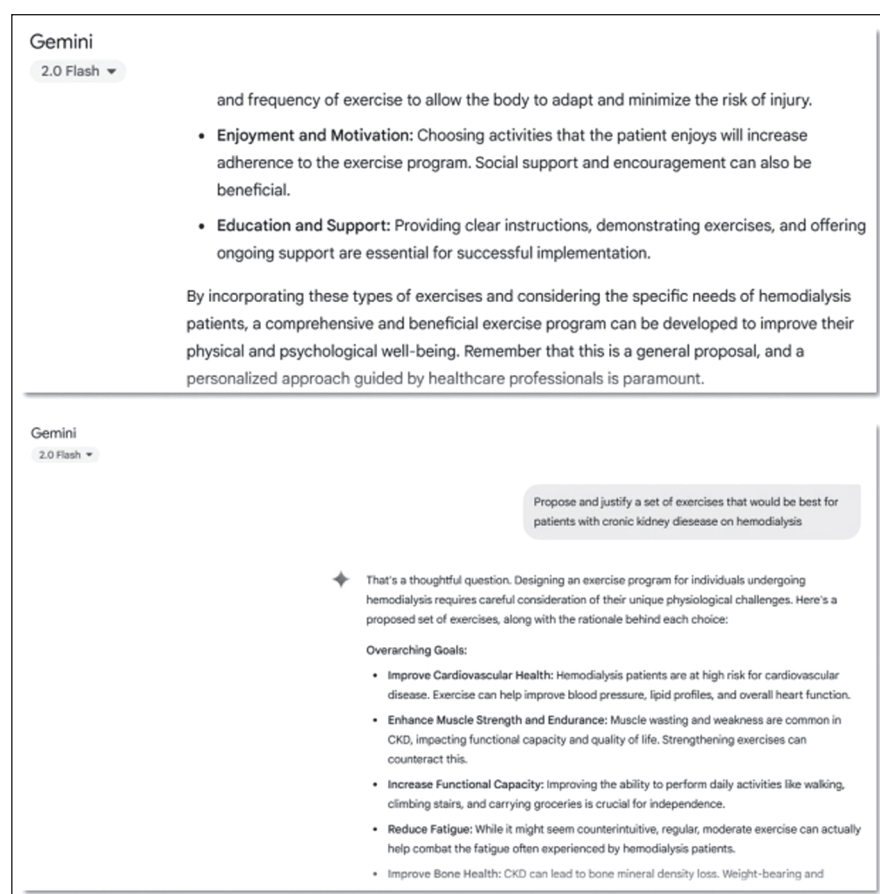 Gemini
2.0 Flash
and frequency of exercise to allow the body to adapt and minimize the risk of injury.
• Enjoyment and Motivation: Choosing activities that the patient enjoys will increase
adherence to the exercise program. Social support and encouragement can also be
beneficial.
• Education and Support: Providing clear instructions, demonstrating exercises, and offering
ongoing support are essential for successful implementation.
By incorporating these types of exercises and considering the specific needs of hemodialysis
patients, a comprehensive and beneficial exercise program can be developed to improve their
physical and psychological well-being. Remember that this is a general proposal, and a
personalized approach guided by healthcare professionals is paramount.
Gemini
2.0 Flash
Propose and justify a set of exercises that would be best for
patients with cronic kidney diesease on hemodialysis
That's a thoughtful question. Designing an exercise program for individuals undergoing
hemodialysis requires careful consideration of their unique physiological challenges. Here's a
proposed set of exercises, along with the rationale behind each choice:
Overarching Goals:
• Improve Cardiovascular Health: Hemodialysis patients are at high risk for cardiovascular
disease. Exercise can help improve blood pressure, lipid profiles, and overall heart function.
• Enhance Muscle Strength and Endurance: Muscle wasting and weakness are common in
CKD, impacting functional capacity and quality of life. Strengthening exercises can
counteract this.
• Increase Functional Capacity: Improving the ability to perform daily activities like walking,
climbing stairs, and carrying groceries is crucial for independence.
• Reduce Fatigue: While it might seem counterintuitive, regular, moderate exercise can actually
help combat the fatigue often experienced by hemodialysis patients.
• Improve Bone Health: CKD can lead to bone mineral density loss. Weight-bearing and